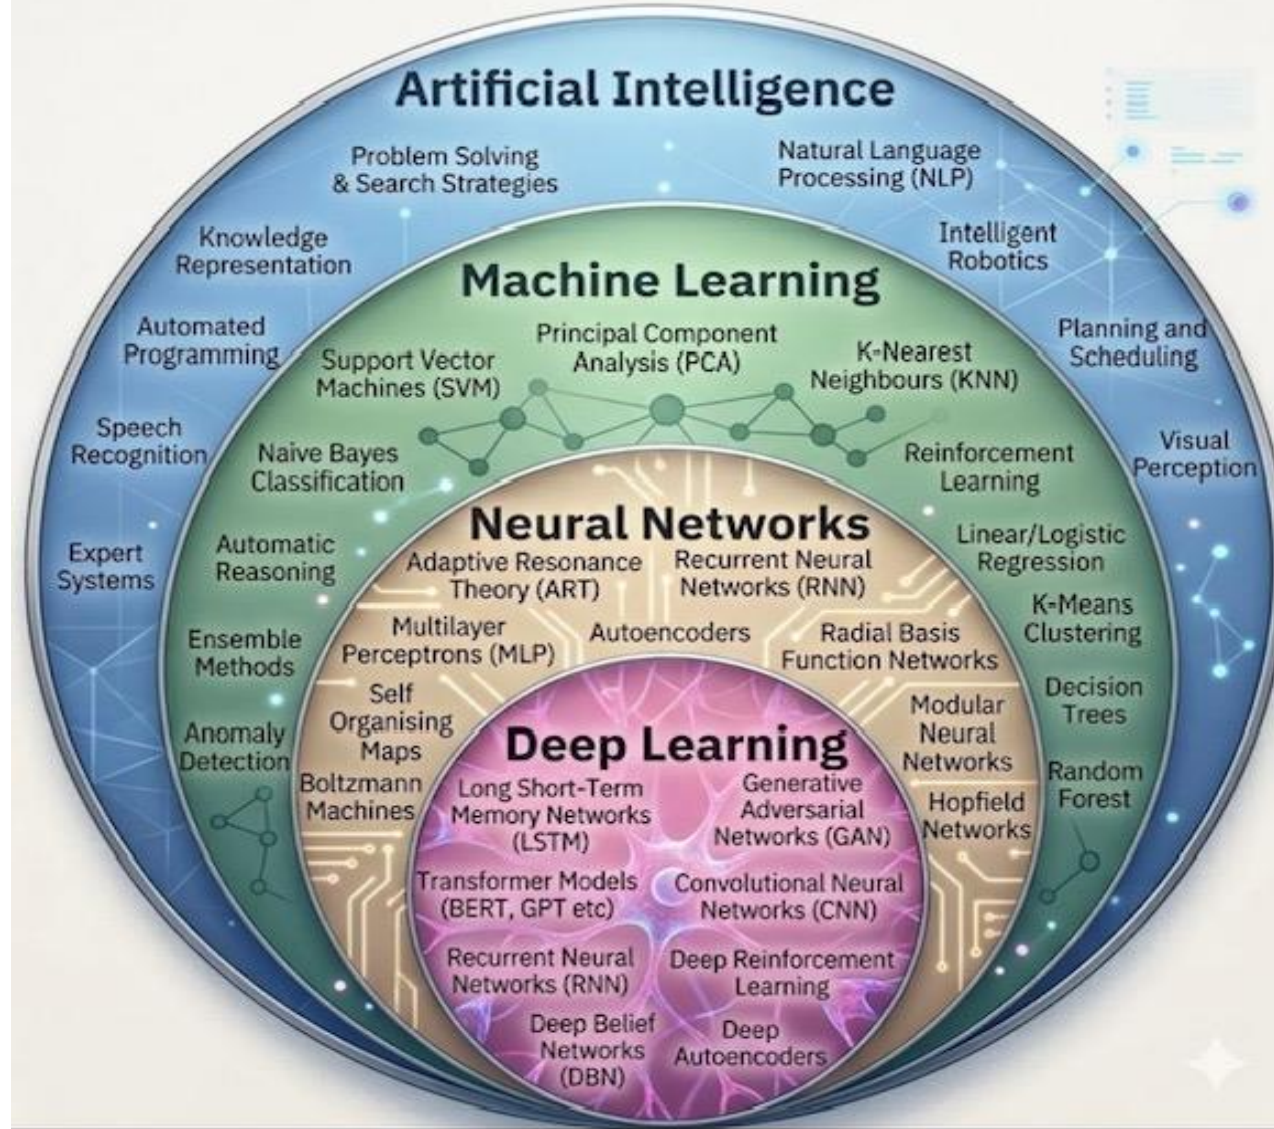 Artificial Intelligence
Problem Solving
& Search Strategies
Natural Language
Processing (NLP)
Knowledge
Representation
Intelligent
Robotics
Automated
Programming
Planning and
Scheduling
Speech
Recognition
Visual
Perception
Expert
Systems
Machine Learning
Principal Component
Analysis (PCA)
Support Vector
Machines (SVM)
K-Nearest
Neighbours (KNN)
Naive Bayes
Classification
Reinforcement
Learning
Automatic
Reasoning
Linear/Logistic
Regression
Ensemble
Methods
K-Means
Clustering
Anomaly
Detection
Decision
Trees
Random
Forest
Neural Networks
Adaptive Resonance
Theory (ART)
Recurrent Neural
Networks (RNN)
Multilayer
Perceptrons (MLP)
Autoencoders
Radial Basis
Function Networks
Self
Organising
Maps
Modular
Neural
Networks
Boltzmann
Machines
Hopfield
Networks
Deep Learning
Long Short-Term
Memory Networks
(LSTM)
Generative
Adversarial
Networks (GAN)
Transformer Models
(BERT, GPT etc)
Convolutional Neural
Networks (CNN)
Recurrent Neural
Networks (RNN)
Deep Reinforcement
Learning
Deep Belief
Networks
(DBN)
Deep
Autoencoders